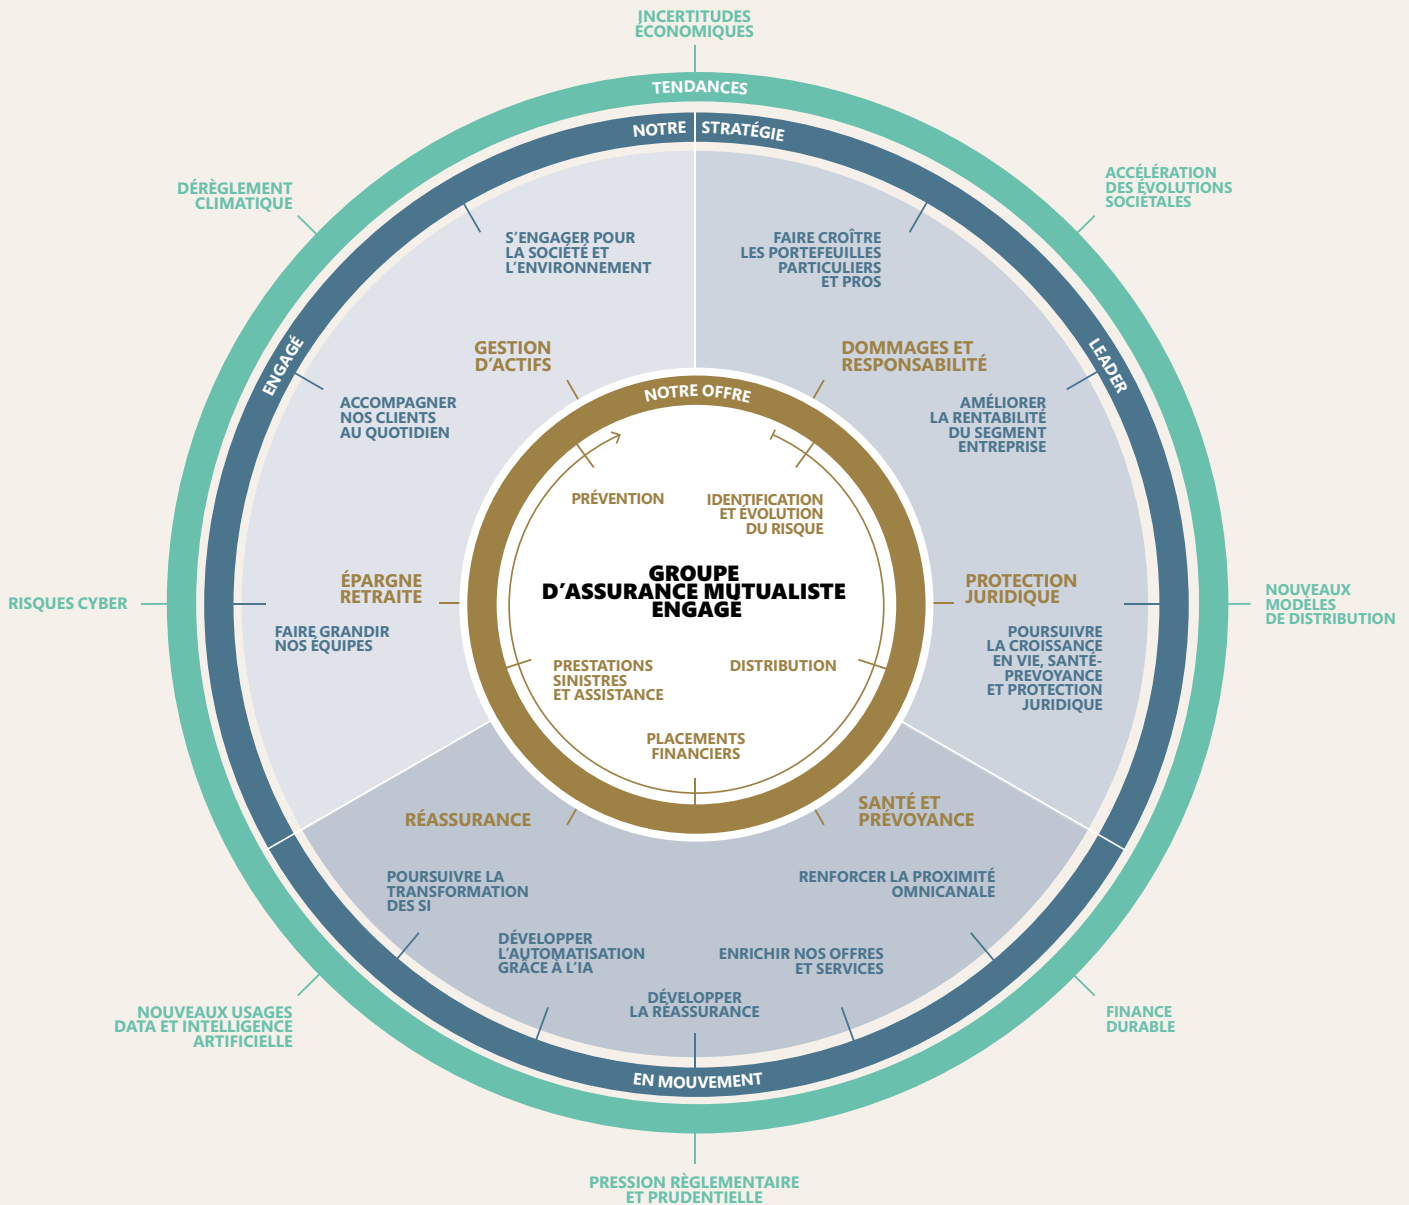 INCERTITUDES
ÉCONOMIQUES
TENDANCES
NOTRE STRATÉGIE
ACCÉLÉRATION
DES ÉVOLUTIONS
SOCIÉTALES
DÉRÈGLEMENT
CLIMATIQUE
S’ENGAGER POUR
LA SOCIÉTÉ ET
L’ENVIRONNEMENT
FAIRE CROÎTRE
LES PORTEFEUILLES
PARTICULIERS
ET PROS
ENGAGÉ
LEADER
GESTION
D’ACTIFS
DOMMAGES ET
RESPONSABILITÉ
NOTRE OFFRE
ACCOMPAGNER
NOS CLIENTS
AU QUOTIDIEN
AMÉLIORER
LA RENTABILITÉ
DU SEGMENT
ENTREPRISE
PRÉVENTION
IDENTIFICATION
ET ÉVOLUTION
DU RISQUE
GROUPE
D’ASSURANCE MUTUALISTE
ENGAGÉ
RISQUES CYBER
ÉPARGNE
RETRAITE
PROTECTION
JURIDIQUE
NOUVEAUX
MODÈLES
DE DISTRIBUTION
FAIRE GRANDIR
NOS ÉQUIPES
POURSUIVRE
LA CROISSANCE
EN VIE, SANTÉ-
PREVOYANCE
ET PROTECTION
JURIDIQUE
PRESTATIONS
SINISTRES
ET ASSISTANCE
DISTRIBUTION
PLACEMENTS
FINANCIERS
RÉASSURANCE
SANTÉ ET
PRÉVOYANCE
POURSUIVRE LA
TRANSFORMATION
DES SI
RENFORCER LA PROXIMITÉ
OMNICANALE
DÉVELOPPER
L’AUTOMATISATION
GRÂCE À L’IA
ENRICHIR NOS OFFRES
ET SERVICES
DÉVELOPPER
LA RÉASSURANCE
NOUVEAUX USAGES
DATA ET INTELLIGENCE
ARTIFICIELLE
FINANCE
DURABLE
EN MOUVEMENT
PRESSION RÈGLEMENTAIRE
ET PRUDENTIELLE